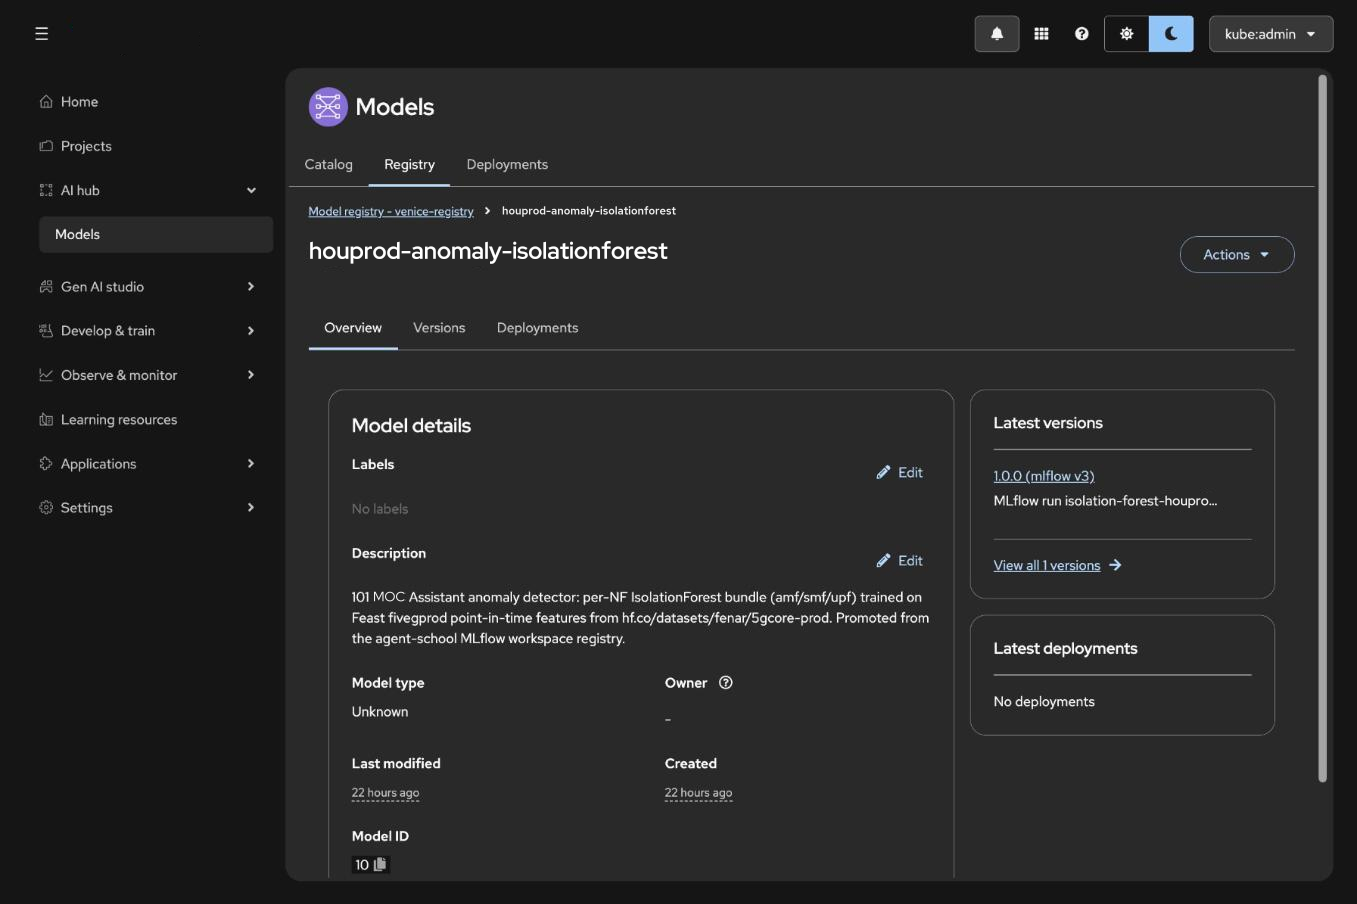 kube:admin
Home
Projects
AI hub
Models
Gen AI studio
Develop & train
Observe & monitor
Learning resources
Applications
Settings
Models
Catalog
Registry
Deployments
Model registry - venice-registry > houprod-anomaly-isolationforest
houprod-anomaly-isolationforest
Actions
Overview
Versions
Deployments
Model details
Labels
Edit
No labels
Description
Edit
101 MOC Assistant anomaly detector: per-NF IsolationForest bundle (amf/smf/upf) trained on
Feast fivegprod point-in-time features from hf.co/datasets/fenar/5gcore-prod. Promoted from
the agent-school MLflow workspace registry.
Model type
Unknown
Owner
-
Last modified
22 hours ago
Created
22 hours ago
Model ID
10
Latest versions
1.0.0 (mlflow v3)
MLflow run isolation-forest-houpro...
View all 1 versions
Latest deployments
No deployments